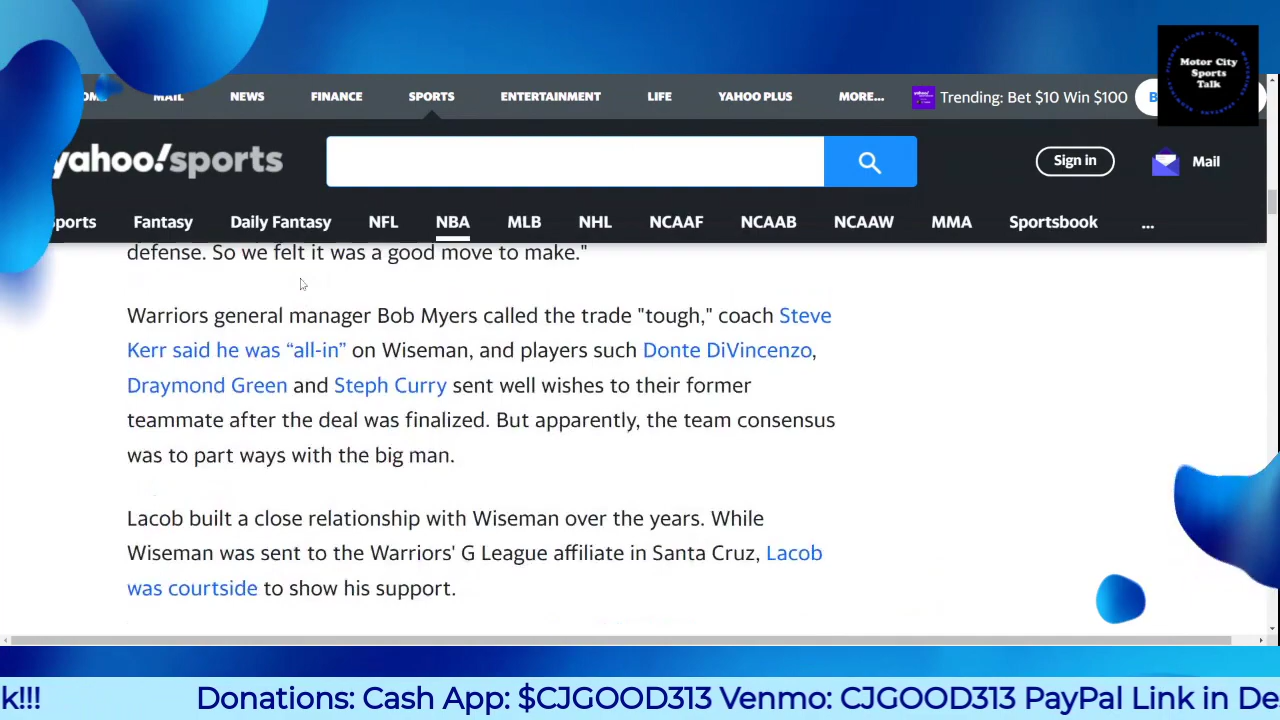 Motor City
Sports
Talk
MAIL NEWS FINANCE SPORTS ENTERTAINMENT LIFE YAHOO PLUS MORE... Trending: Bet $10 Win $100
yahoo!sports Sign in Mail
Fantasy Daily Fantasy NFL NBA MLB NHL NCAAF NCAAB NCAAW MMA Sportsbook ...
defense. So we felt it was a good move to make."
Warriors general manager Bob Myers called the trade "tough," coach Steve
Kerr said he was “all-in” on Wiseman, and players such Donte DiVincenzo,
Draymond Green and Steph Curry sent well wishes to their former
teammate after the deal was finalized. But apparently, the team consensus
was to part ways with the big man.
Lacob built a close relationship with Wiseman over the years. While
Wiseman was sent to the Warriors' G League affiliate in Santa Cruz, Lacob
was courtside to show his support.
k!!! Donations: Cash App: $CJGOOD313 Venmo: CJGOOD313 PayPal Link in De